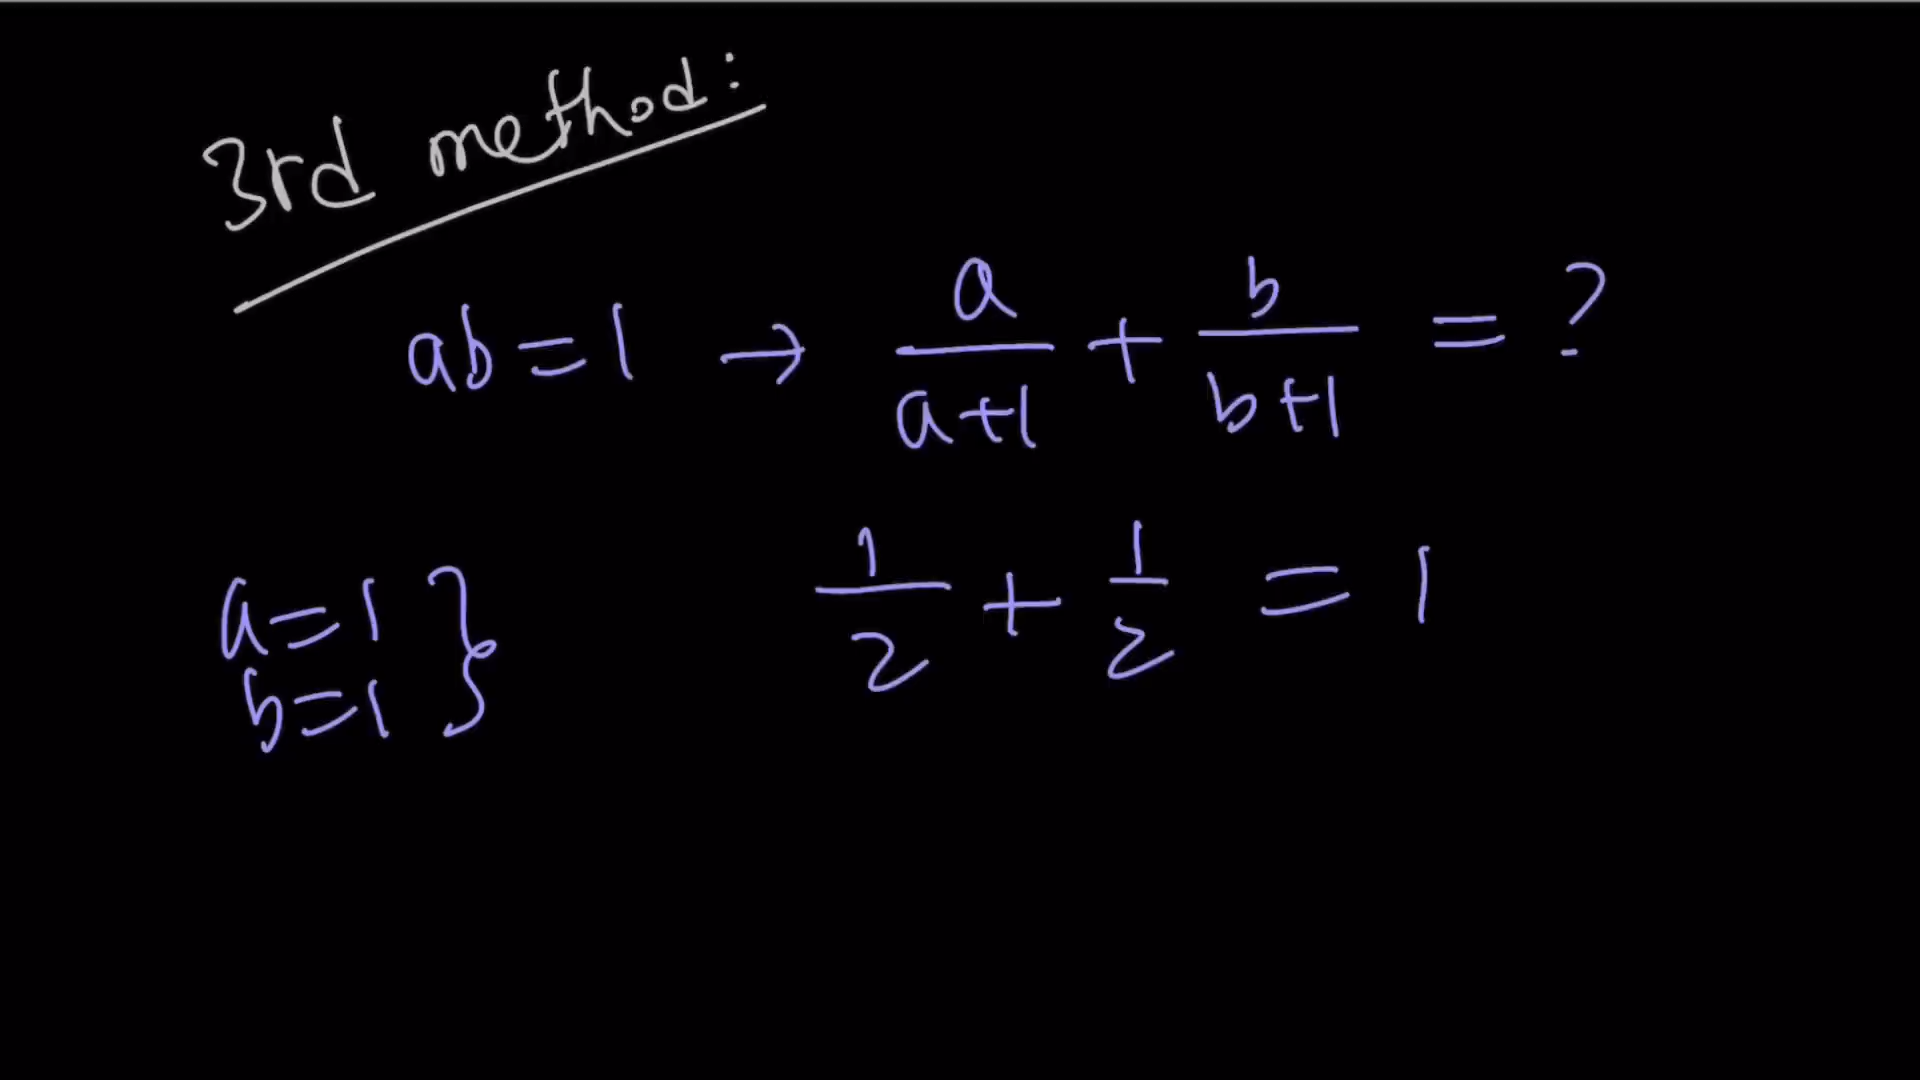 3rd method:
ab = 1 → a/(a+1) + b/(b+1) = ?
a = 1 }
b = 1 }
1/2 + 1/2 = 1